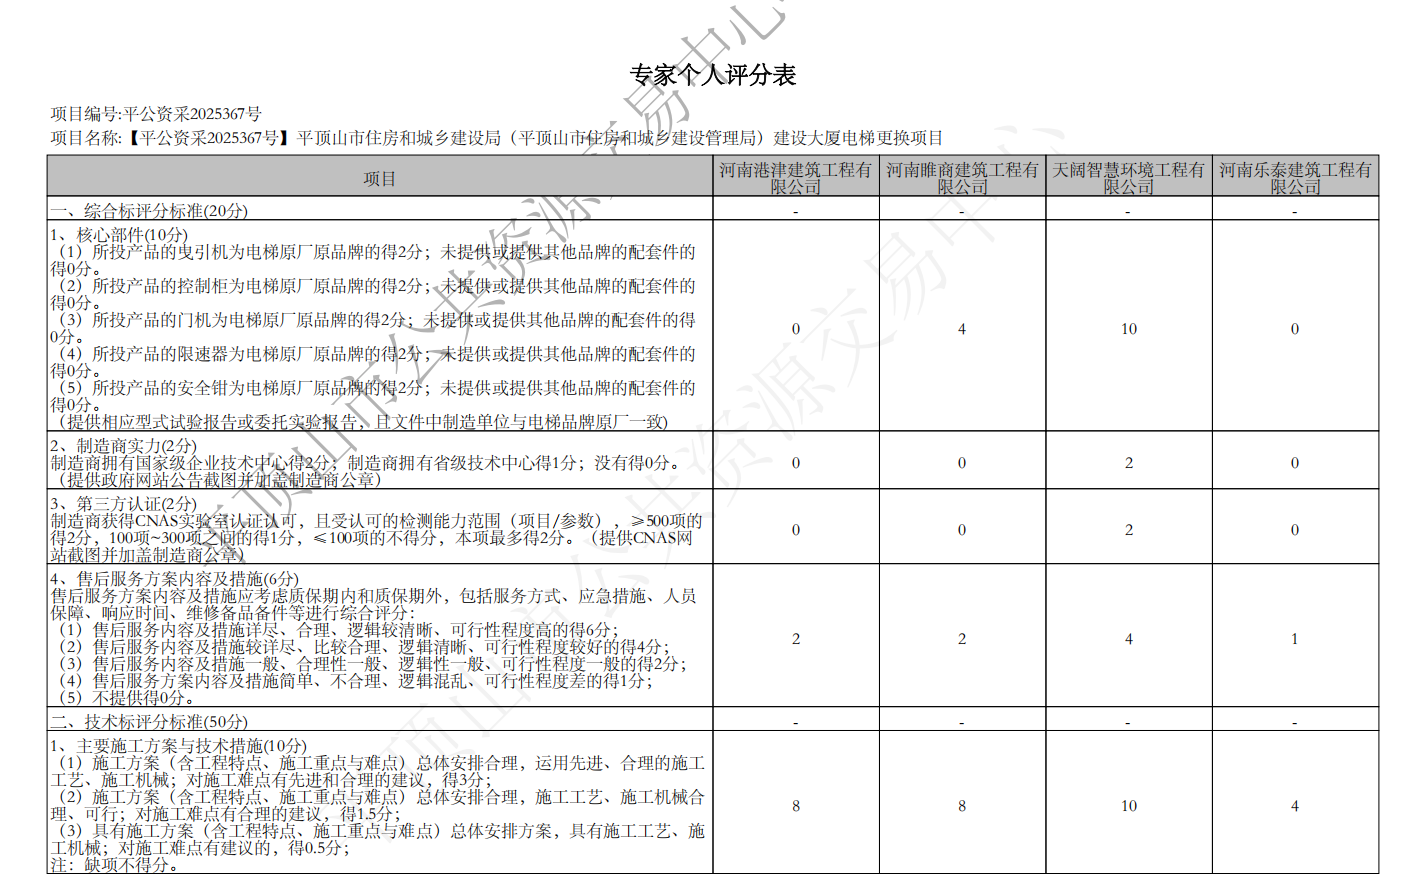 专家个人评分表
项目编号:平公资采2025367号
项目名称:【平公资采2025367号】平顶山市住房和城乡建设局（平顶山市住房和城乡建设管理局）建设大厦电梯更换项目
项目
河南港津建筑工程有
限公司
河南睢商建筑工程有
限公司
天阔智慧环境工程有
限公司
河南乐泰建筑工程有
限公司
一、综合标评分标准(20分)
- - - -
1、核心部件(10分)
（1）所投产品的曳引机为电梯原厂原品牌的得2分；未提供或提供其他品牌的配套件的
得0分。
（2）所投产品的控制柜为电梯原厂原品牌的得2分；未提供或提供其他品牌的配套件的
得0分。
（3）所投产品的门机为电梯原厂原品牌的得2分；未提供或提供其他品牌的配套件的得
0分。
（4）所投产品的限速器为电梯原厂原品牌的得2分；未提供或提供其他品牌的配套件的
得0分。
（5）所投产品的安全钳为电梯原厂原品牌的得2分；未提供或提供其他品牌的配套件的
得0分。
（提供相应型式试验报告或委托实验报告，且文件中制造单位与电梯品牌原厂一致)
0 4 10 0
2、制造商实力(2分)
制造商拥有国家级企业技术中心得2分；制造商拥有省级技术中心得1分；没有得0分。
（提供政府网站公告截图并加盖制造商公章）
0 0 2 0
3、第三方认证(2分)
制造商获得CNAS实验室认证认可，且受认可的检测能力范围（项目/参数），≥500项的
得2分，100项~300项之间的得1分，≤100项的不得分，本项最多得2分。（提供CNAS网
站截图并加盖制造商公章）
0 0 2 0
4、售后服务方案内容及措施(6分)
售后服务方案内容及措施应考虑质保期内和质保期外，包括服务方式、应急措施、人员
保障、响应时间、维修备品备件等进行综合评分：
（1）售后服务内容及措施详尽、合理、逻辑较清晰、可行性程度高的得6分；
（2）售后服务内容及措施较详尽、比较合理、逻辑清晰、可行性程度较好的得4分；
（3）售后服务内容及措施一般、合理性一般、逻辑性一般、可行性程度一般的得2分；
（4）售后服务方案内容及措施简单、不合理、逻辑混乱、可行性程度差的得1分；
（5）不提供得0分。
2 2 4 1
二、技术标评分标准(50分)
- - - -
1、主要施工方案与技术措施(10分)
（1）施工方案（含工程特点、施工重点与难点）总体安排合理，运用先进、合理的施工
工艺、施工机械；对施工难点有先进和合理的建议，得3分；
（2）施工方案（含工程特点、施工重点与难点）总体安排合理，施工工艺、施工机械合
理、可行；对施工难点有合理的建议，得1.5分；
（3）具有施工方案（含工程特点、施工重点与难点）总体安排方案，具有施工工艺、施
工机械；对施工难点有建议的，得0.5分；
注：缺项不得分。
8 8 10 4
平顶山市公共资源交易中心
顶山市公共资源交易中心